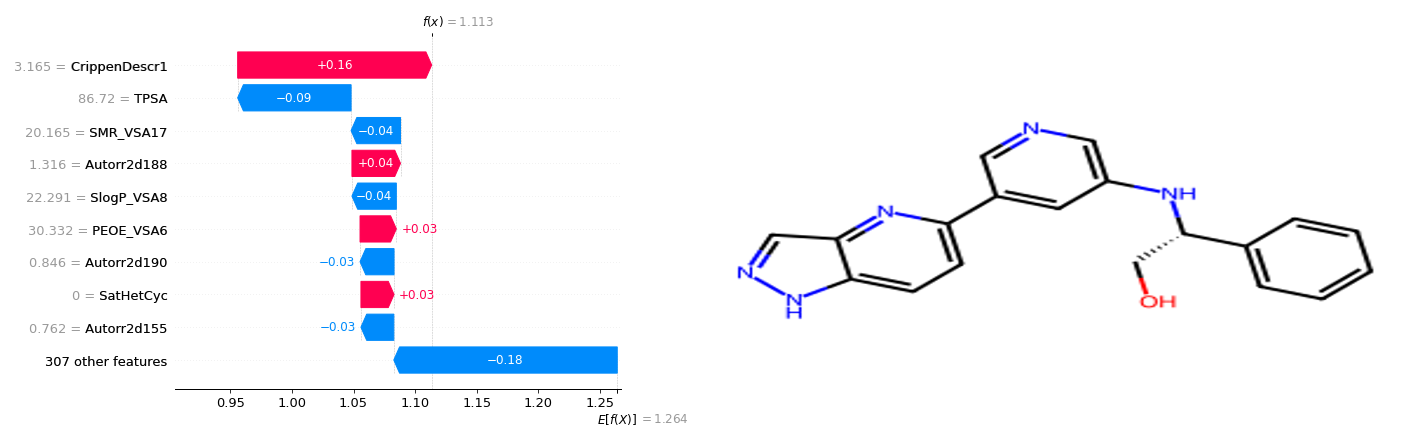 f(x) = 1.113
3.165 = CrippenDescr1
+0.16
86.72 = TPSA
−0.09
20.165 = SMR_VSA17
−0.04
1.316 = Autorr2d188
+0.04
22.291 = SlogP_VSA8
−0.04
30.332 = PEOE_VSA6
+0.03
0.846 = Autorr2d190
−0.03
0 = SatHetCyc
+0.03
0.762 = Autorr2d155
−0.03
307 other features
−0.18
0.95 1.00 1.05 1.10 1.15 1.20 1.25
E[f(X)] = 1.264
N
NH
N
N
N
H
OH